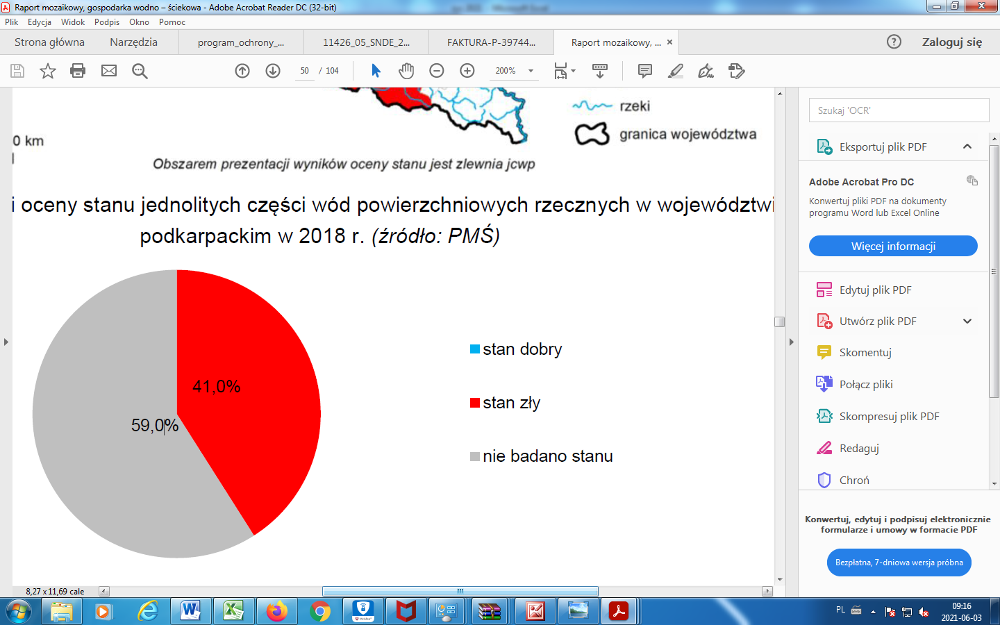 Raport mozaikowy, gospodarka wodno – ściekowa - Adobe Acrobat Reader DC (32-bit)
Plik Edycja Widok Podpis Okno Pomoc
Strona główna Narzędzia program_ochrony_... 11426_05_SNDE_2... FAKTURA-P-39744... Raport mozaikowy, ... × Zaloguj się
50 / 104 200%
rzeki
granica województwa
0 km
Obszarem prezentacji wyników oceny stanu jest zlewnia jcwp
i oceny stanu jednolitych części wód powierzchniowych rzecznych w województwi
podkarpackim w 2018 r. (źródło: PMŚ)
41,0%
59,0%
stan dobry
stan zły
nie badano stanu
8,27 x 11,69 cale
Szukaj 'OCR'
Eksportuj plik PDF
Adobe Acrobat Pro DC
Konwertuj pliki PDF na dokumenty
programu Word lub Excel Online
Więcej informacji
Edytuj plik PDF
Utwórz plik PDF
Skomentuj
Połącz pliki
Skompresuj plik PDF
Redaguj
Chroń
Konwertuj, edytuj i podpisuj elektronicznie
formularze i umowy w formacie PDF
Bezpłatna, 7-dniowa wersja próbna
PL 09:16
2021-06-03